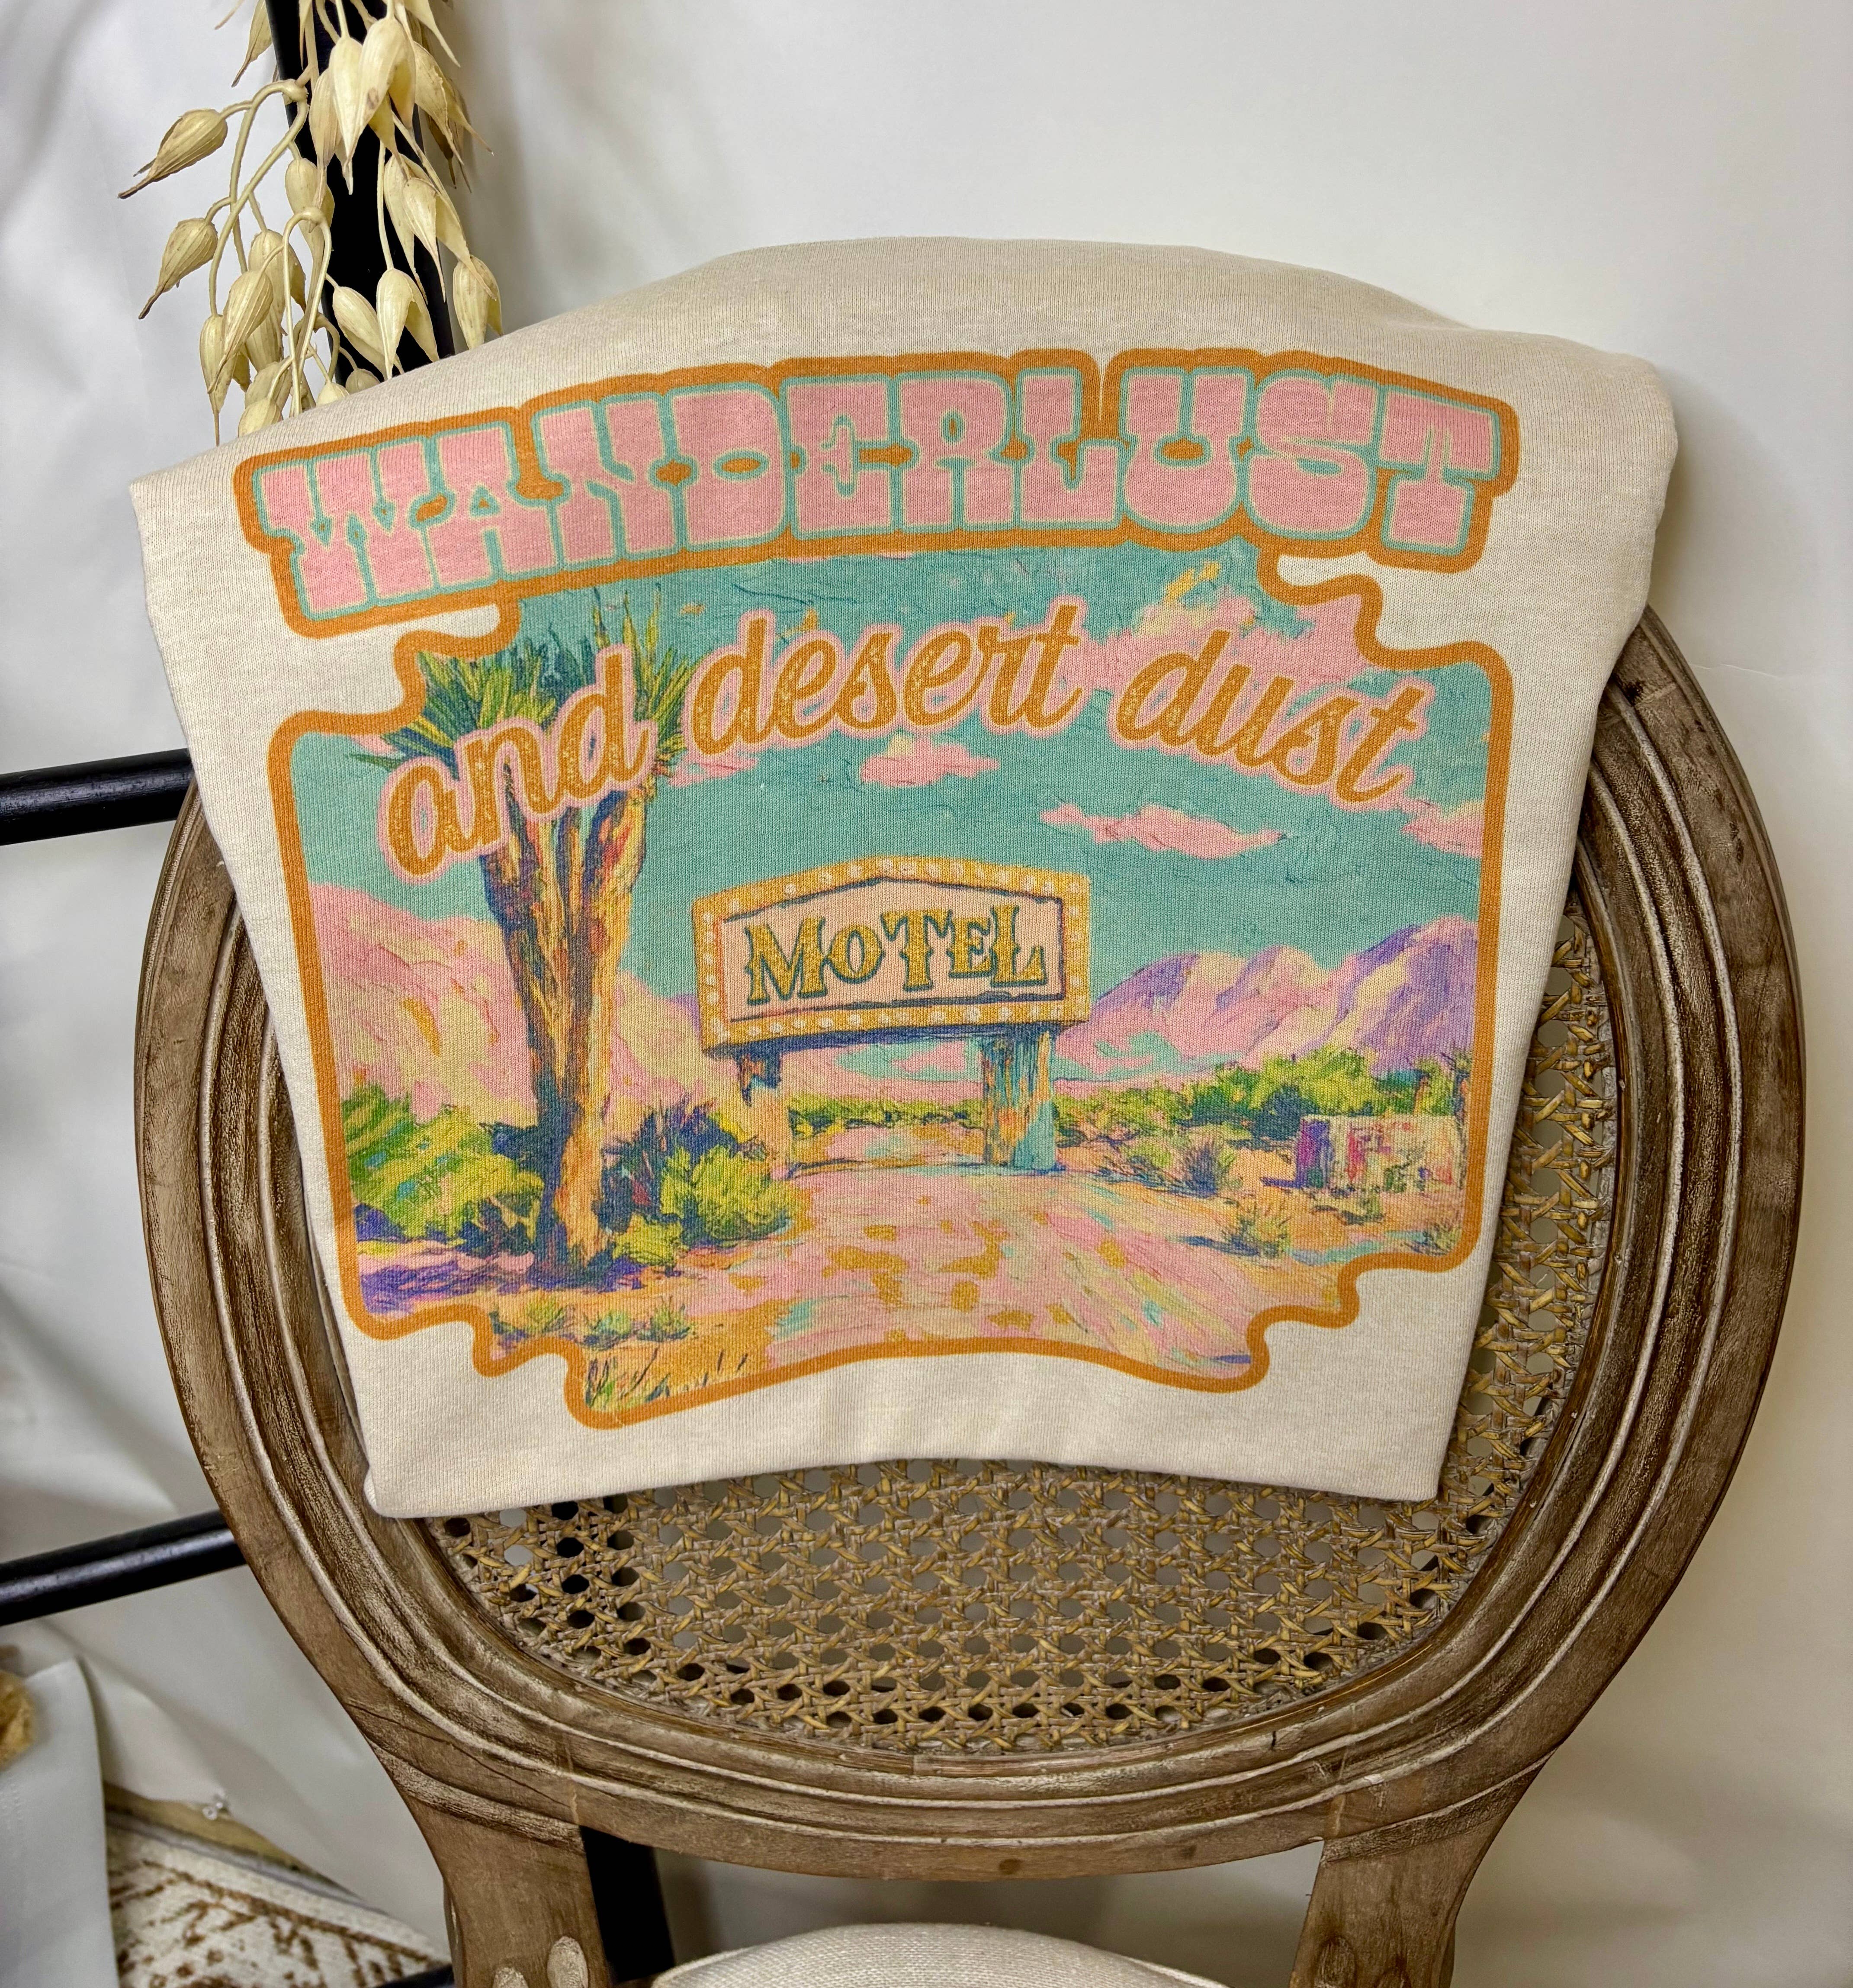 WANDERLUST
and desert dust
MOTEL